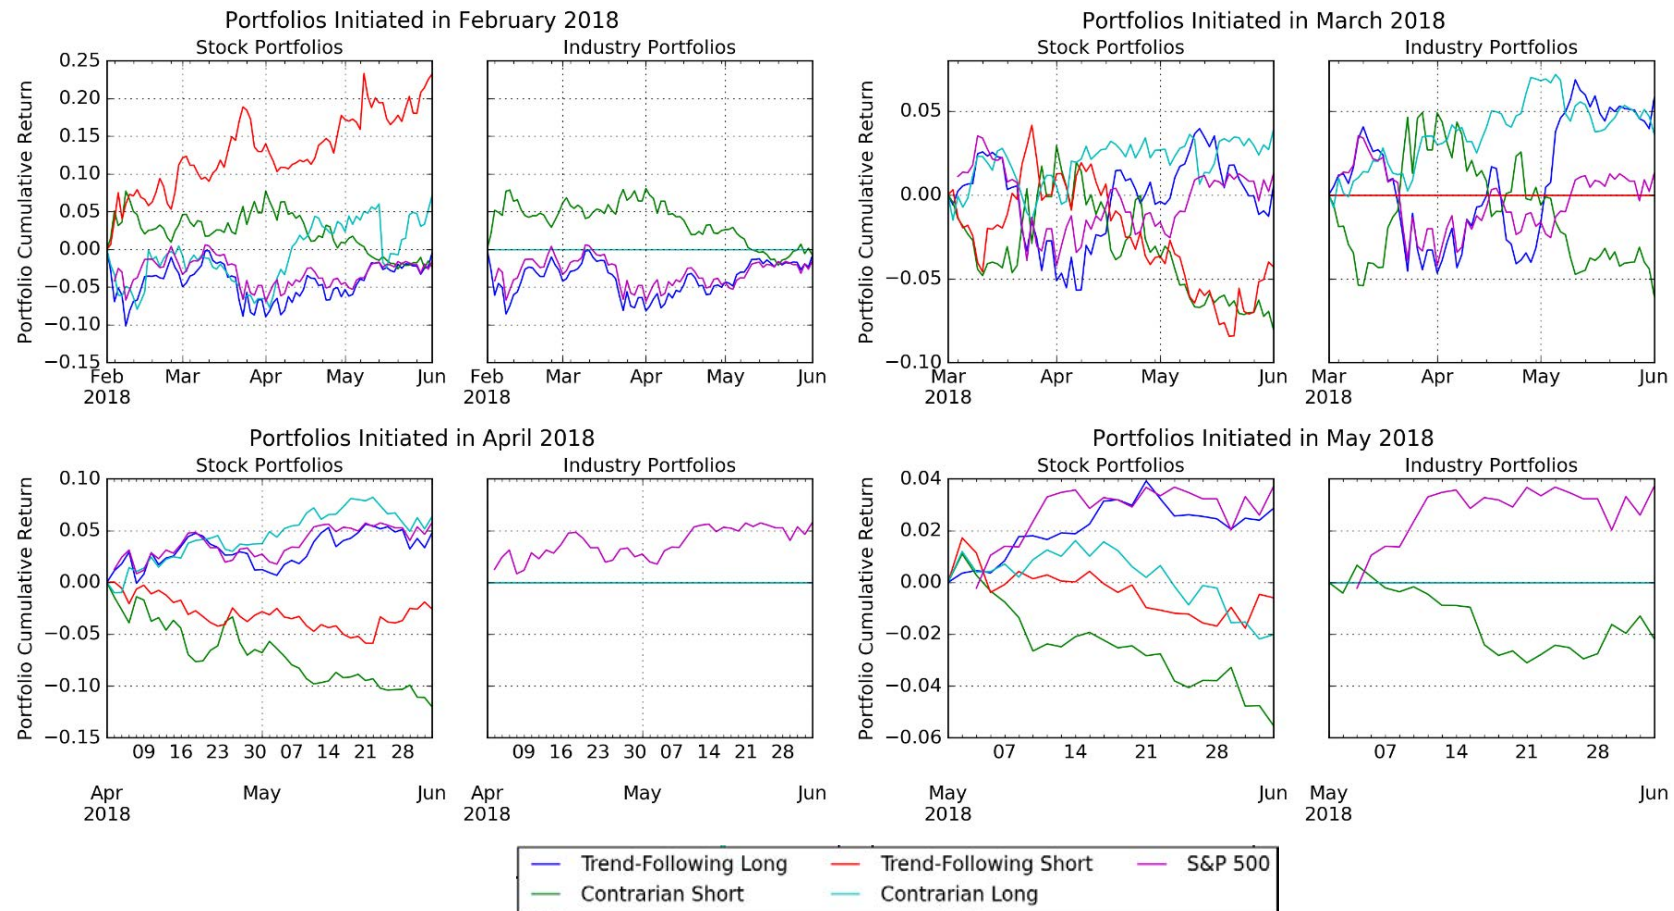 Portfolios Initiated in February 2018
Stock Portfolios
Industry Portfolios
Portfolio Cumulative Return
0.25
0.20
0.15
0.10
0.05
0.00
−0.05
−0.10
−0.15
Feb Mar Apr May Jun
2018
Feb Mar Apr May Jun
2018
Portfolios Initiated in March 2018
Stock Portfolios
Industry Portfolios
Portfolio Cumulative Return
0.05
0.00
−0.05
−0.10
Mar Apr May Jun
2018
Mar Apr May Jun
2018
Portfolios Initiated in April 2018
Stock Portfolios
Industry Portfolios
Portfolio Cumulative Return
0.10
0.05
0.00
−0.05
−0.10
−0.15
09 16 23 30 07 14 21 28
Apr May Jun
2018
09 16 23 30 07 14 21 28
Apr May Jun
2018
Portfolios Initiated in May 2018
Stock Portfolios
Industry Portfolios
Portfolio Cumulative Return
0.04
0.02
0.00
−0.02
−0.04
−0.06
07 14 21 28
May Jun
2018
07 14 21 28
May Jun
2018
Trend-Following Long Trend-Following Short S&P 500
Contrarian Short Contrarian Long